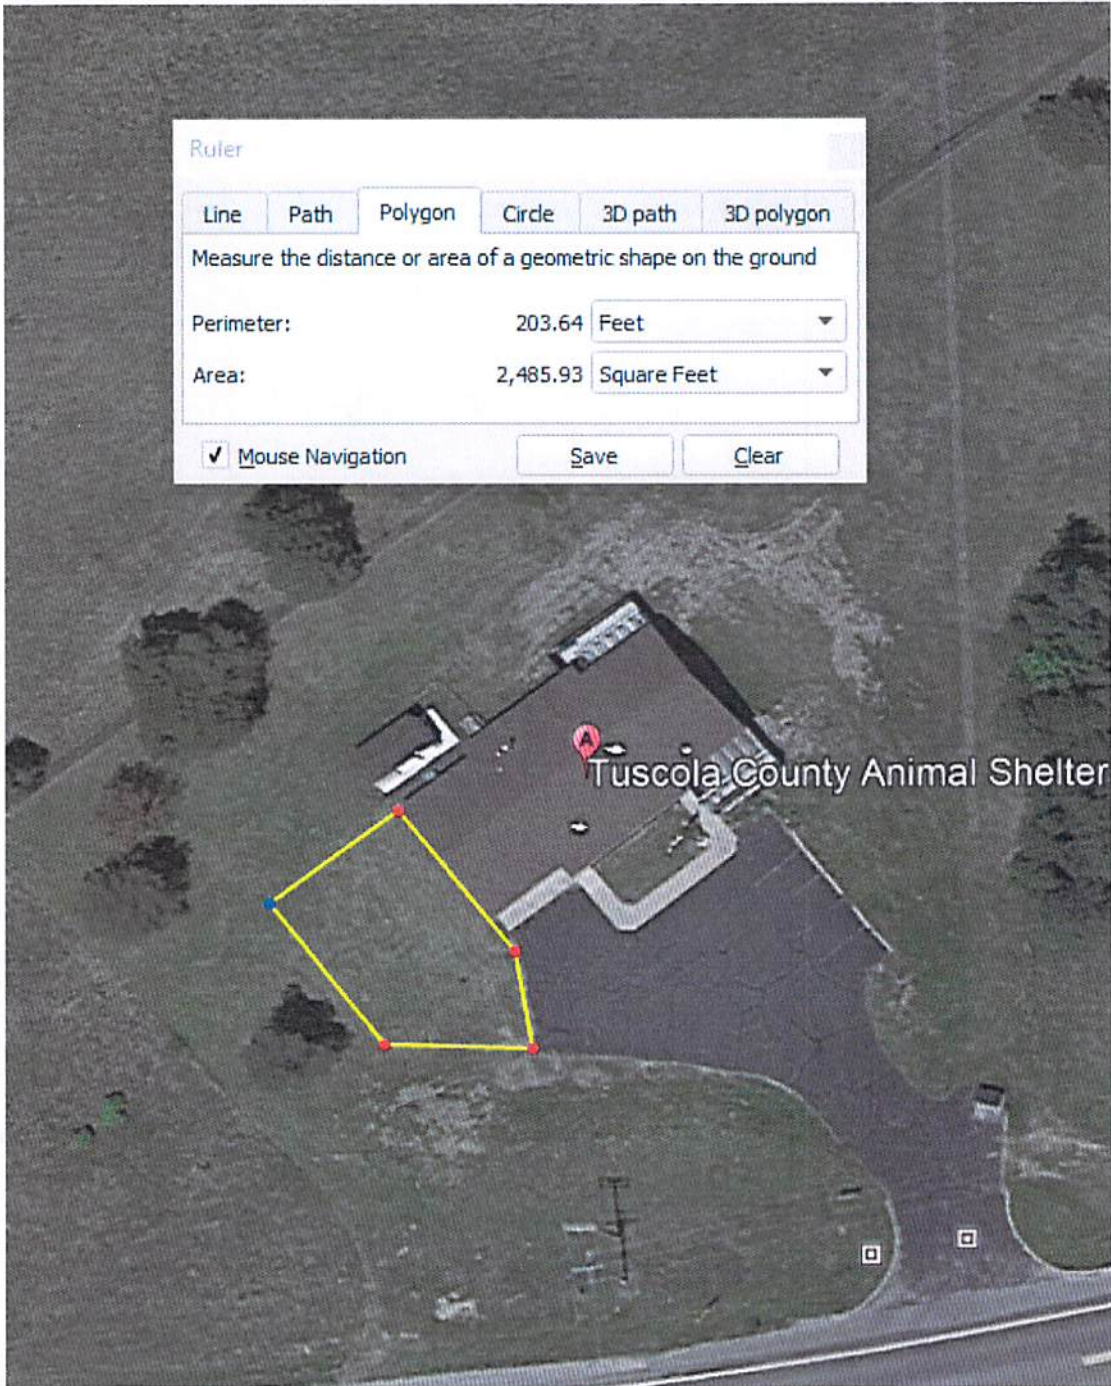 Ruler
Line Path Polygon Circle 3D path 3D polygon
Measure the distance or area of a geometric shape on the ground
Perimeter: 203.64 Feet
Area: 2,485.93 Square Feet
Mouse Navigation Save Clear
A
Tuscola County Animal Shelter